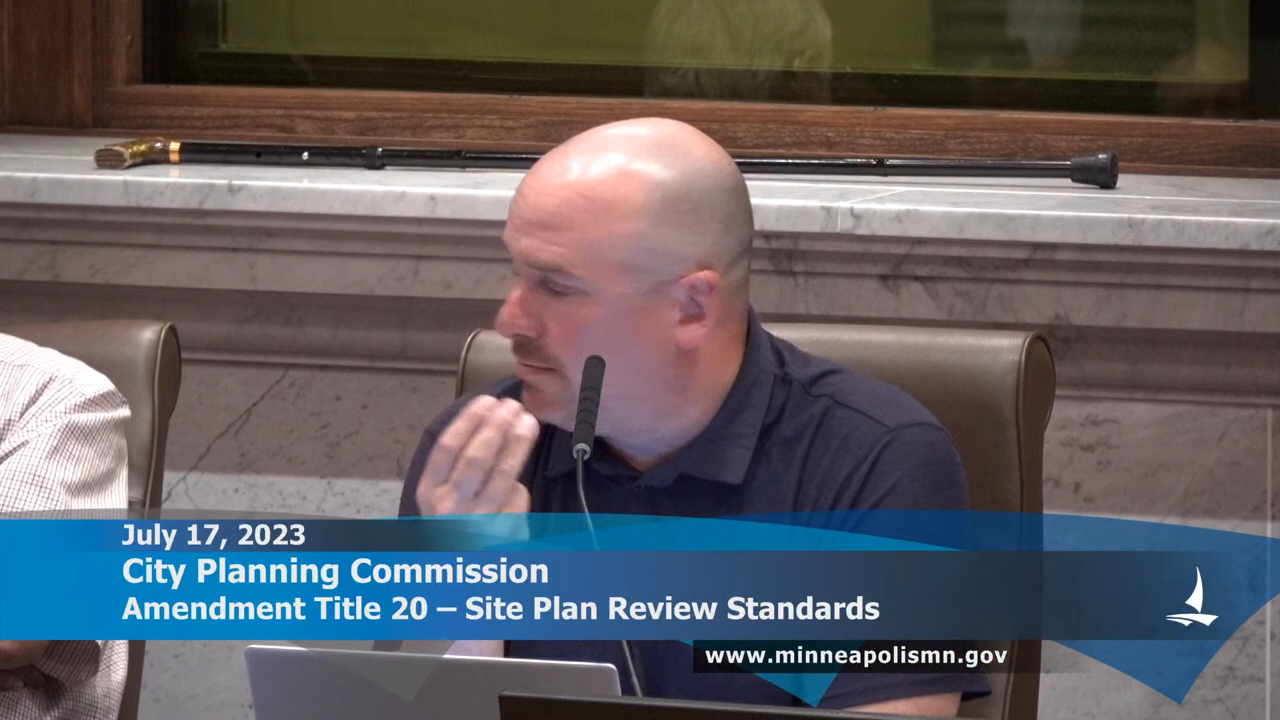 July 17, 2023
City Planning Commission
Amendment Title 20 – Site Plan Review Standards
www.minneapolismn.gov